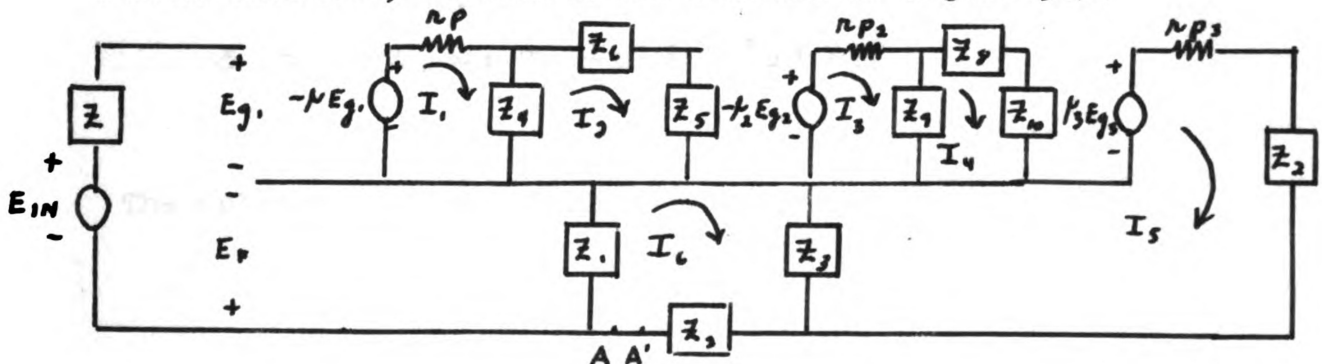 rp Z6 rp2 Z8 rp3
Z + Eg1 − −μEg1 + − I1 Z4 I2 Z5 −μ2Eg2 + − I3 Z9 I4 Z10 μ3Eg3 + −
+ EIN − − EF + Z1 I6 Z3 I5 Z2
A A' Z3